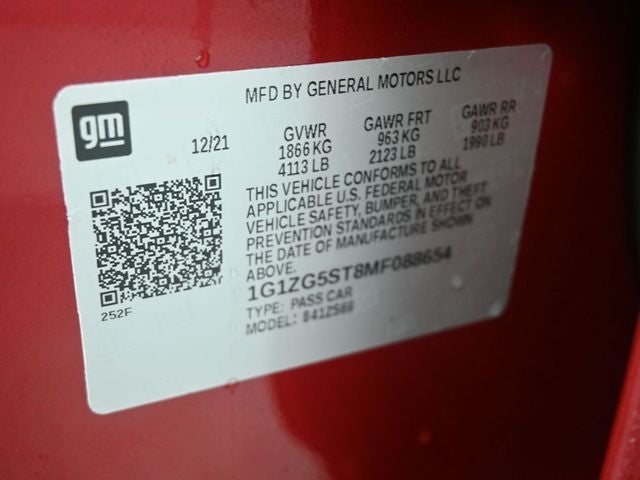 MFD BY GENERAL MOTORS LLC
gm
12/21
GVWR
1866 KG
4113 LB
GAWR FRT
963 KG
2123 LB
GAWR RR
903 KG
1990 LB
THIS VEHICLE CONFORMS TO ALL
APPLICABLE U.S. FEDERAL MOTOR
VEHICLE SAFETY, BUMPER, AND THEFT
PREVENTION STANDARDS IN EFFECT ON
THE DATE OF MANUFACTURE SHOWN
ABOVE.
1G1ZG5ST8MF088654
TYPE: PASS CAR
MODEL:
252F